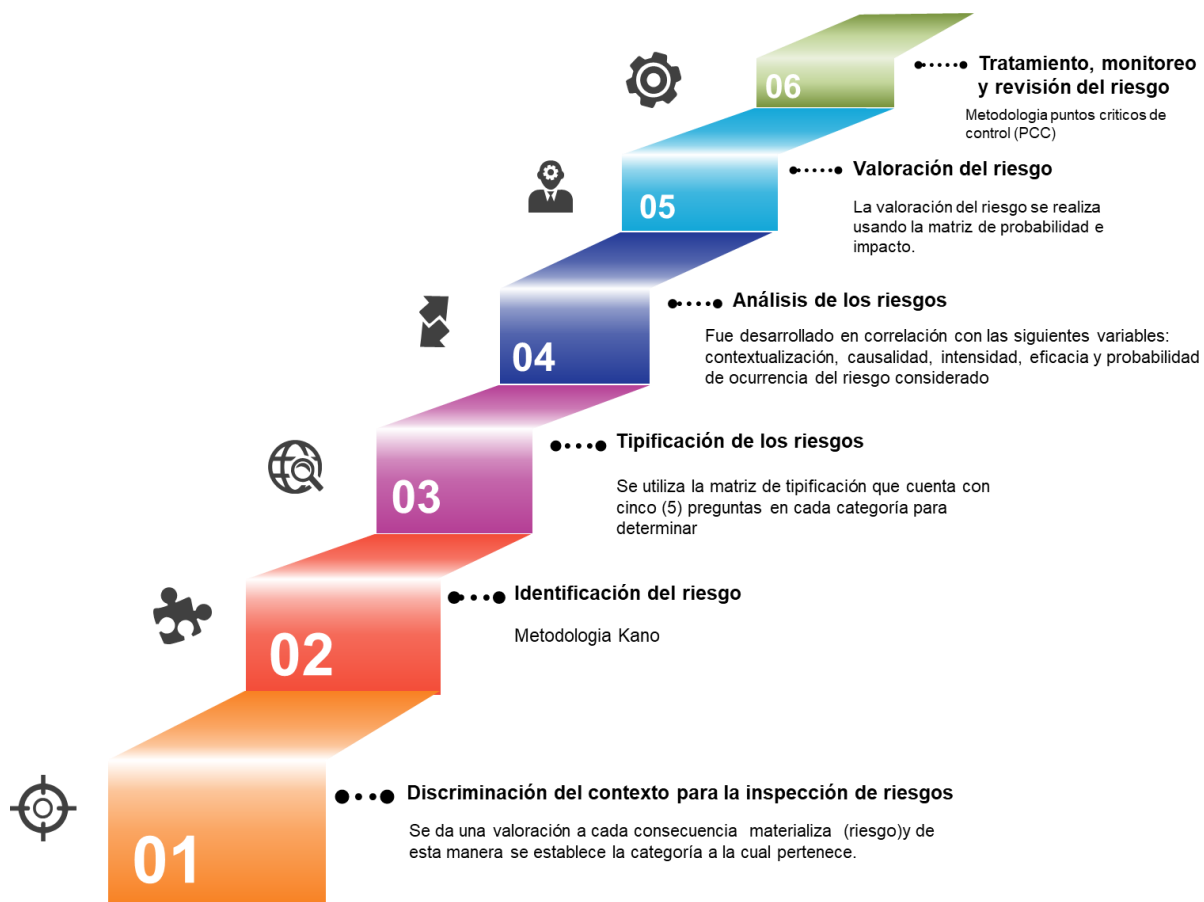 06
Tratamiento, monitoreo
y revisión del riesgo
Metodologia puntos criticos de
control (PCC)
05
Valoración del riesgo
La valoración del riesgo se realiza
usando la matriz de probabilidad e
impacto.
04
Análisis de los riesgos
Fue desarrollado en correlación con las siguientes variables:
contextualización, causalidad, intensidad, eficacia y probabilidad
de ocurrencia del riesgo considerado
03
Tipificación de los riesgos
Se utiliza la matriz de tipificación que cuenta con
cinco (5) preguntas en cada categoría para
determinar
02
Identificación del riesgo
Metodologia Kano
01
Discriminación del contexto para la inspección de riesgos
Se da una valoración a cada consecuencia materializa (riesgo)y de
esta manera se establece la categoría a la cual pertenece.